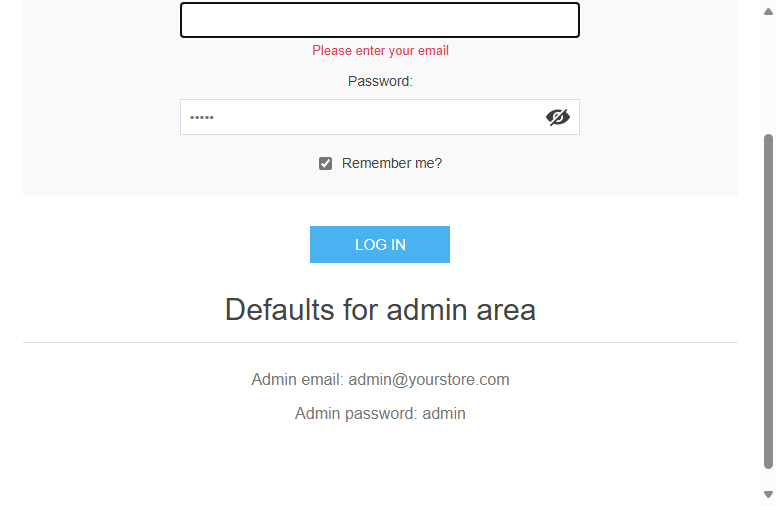 Please enter your email
Password:
•••••
Remember me?
LOG IN
Defaults for admin area
Admin email: admin@yourstore.com
Admin password: admin